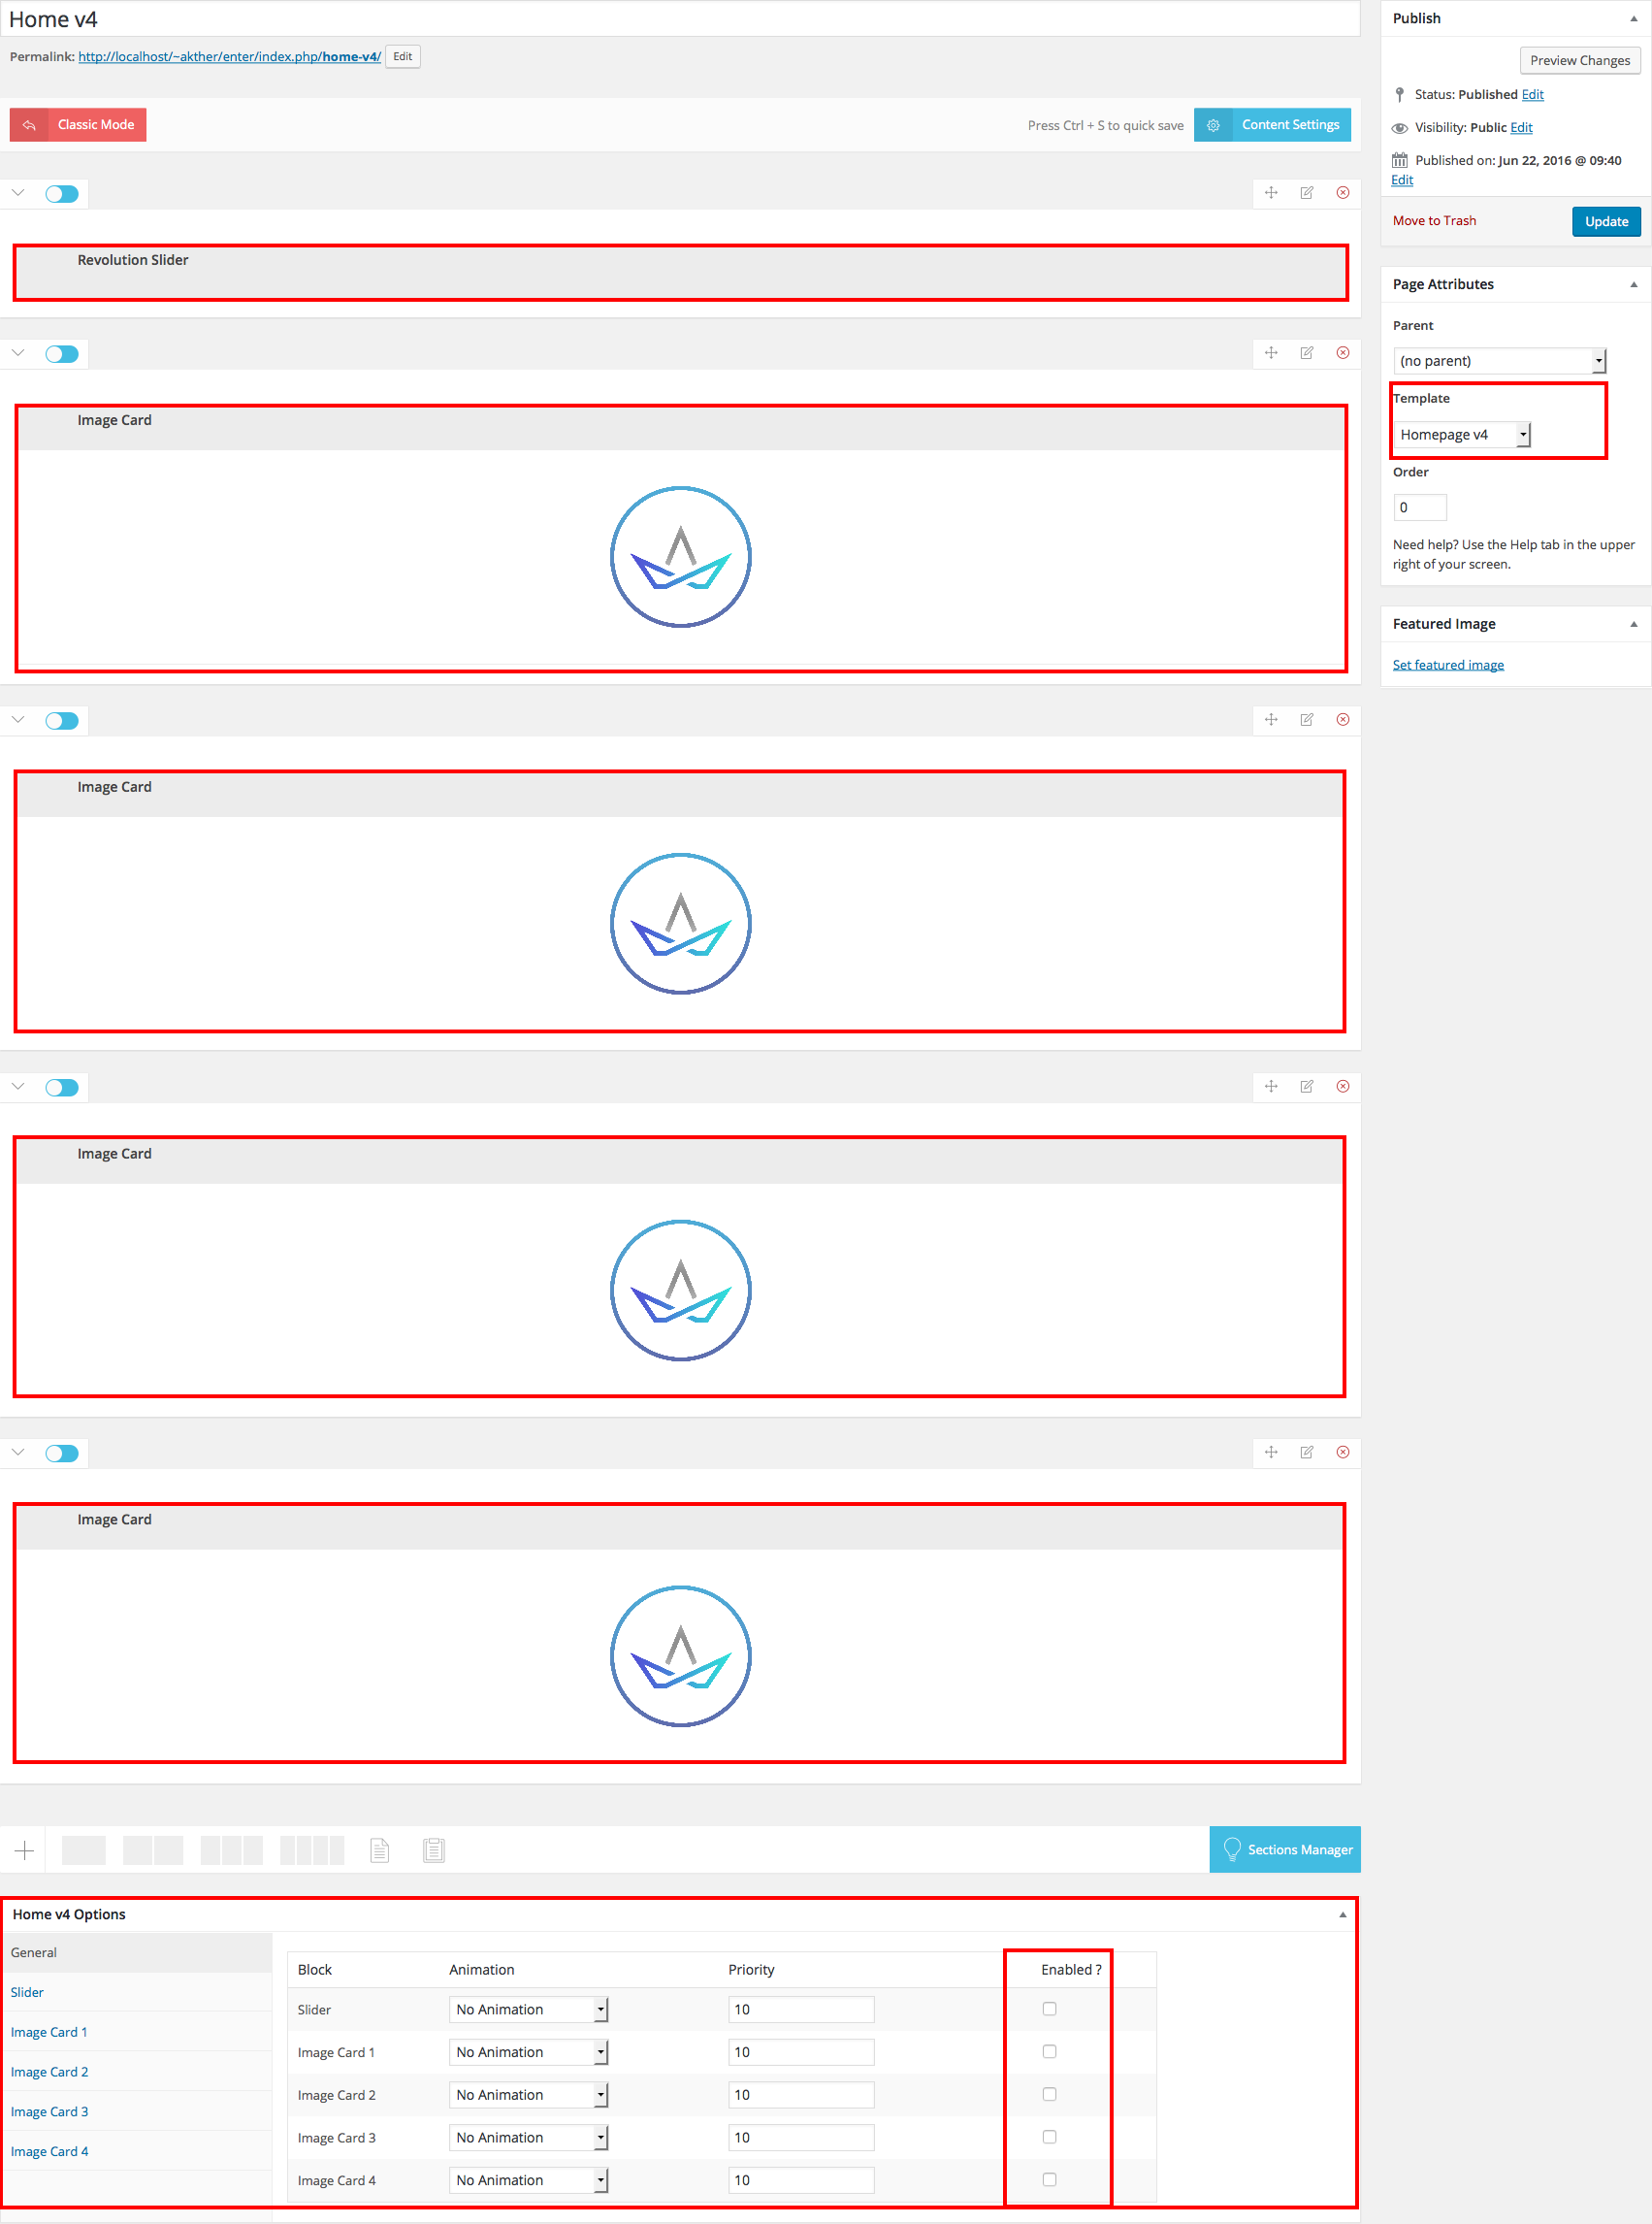 Home v4
Permalink: http://localhost/~akther/enter/index.php/home-v4/ Edit
Classic Mode
Press Ctrl + S to quick save
Content Settings
Revolution Slider
Image Card
Image Card
Image Card
Image Card
Sections Manager
Home v4 Options
General
Slider
Image Card 1
Image Card 2
Image Card 3
Image Card 4
Block Animation Priority Enabled ?
Slider No Animation 10
Image Card 1 No Animation 10
Image Card 2 No Animation 10
Image Card 3 No Animation 10
Image Card 4 No Animation 10
Publish
Preview Changes
Status: Published Edit
Visibility: Public Edit
Published on: Jun 22, 2016 @ 09:40
Edit
Move to Trash
Update
Page Attributes
Parent
(no parent)
Template
Homepage v4
Order
0
Need help? Use the Help tab in the upper
right of your screen.
Featured Image
Set featured image